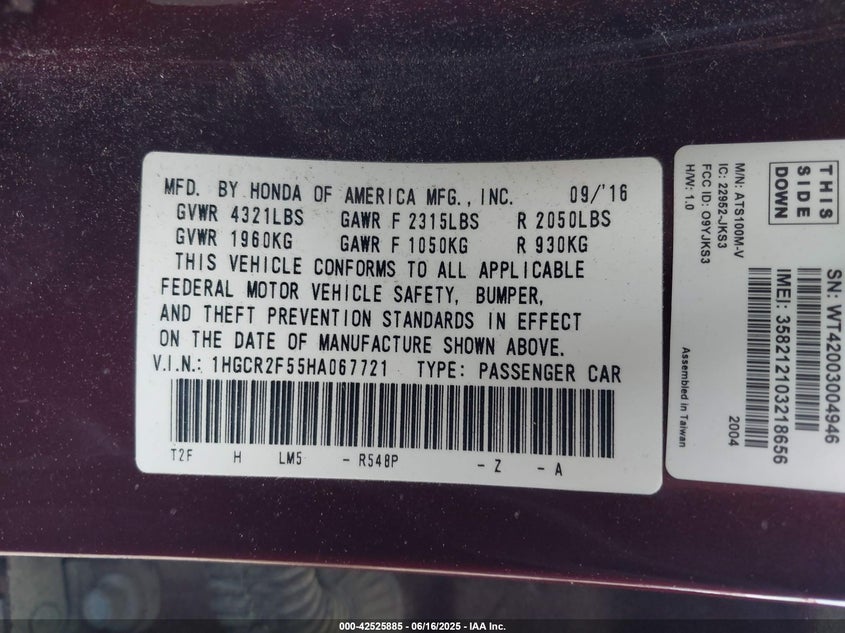 MFD. BY HONDA OF AMERICA MFG., INC. 09/'16
GVWR 4321LBS GAWR F 2315LBS R 2050LBS
GVWR 1960KG GAWR F 1050KG R 930KG
THIS VEHICLE CONFORMS TO ALL APPLICABLE
FEDERAL MOTOR VEHICLE SAFETY, BUMPER,
AND THEFT PREVENTION STANDARDS IN EFFECT
ON THE DATE OF MANUFACTURE SHOWN ABOVE.
V.I.N.: 1HGCR2F55HA067721 TYPE: PASSENGER CAR
T2F H LM5 - R548P - Z - A
THIS
SIDE
DOWN
M/N: ATS100M-V
IC: 22952-JKS3
FCC ID: O9YJKS3
H/W: 1.0
SN: WT42003004946
IMEI: 358212103218656
Assembled in Taiwan
2004
000-42525885 - 06/16/2025 - IAA Inc.